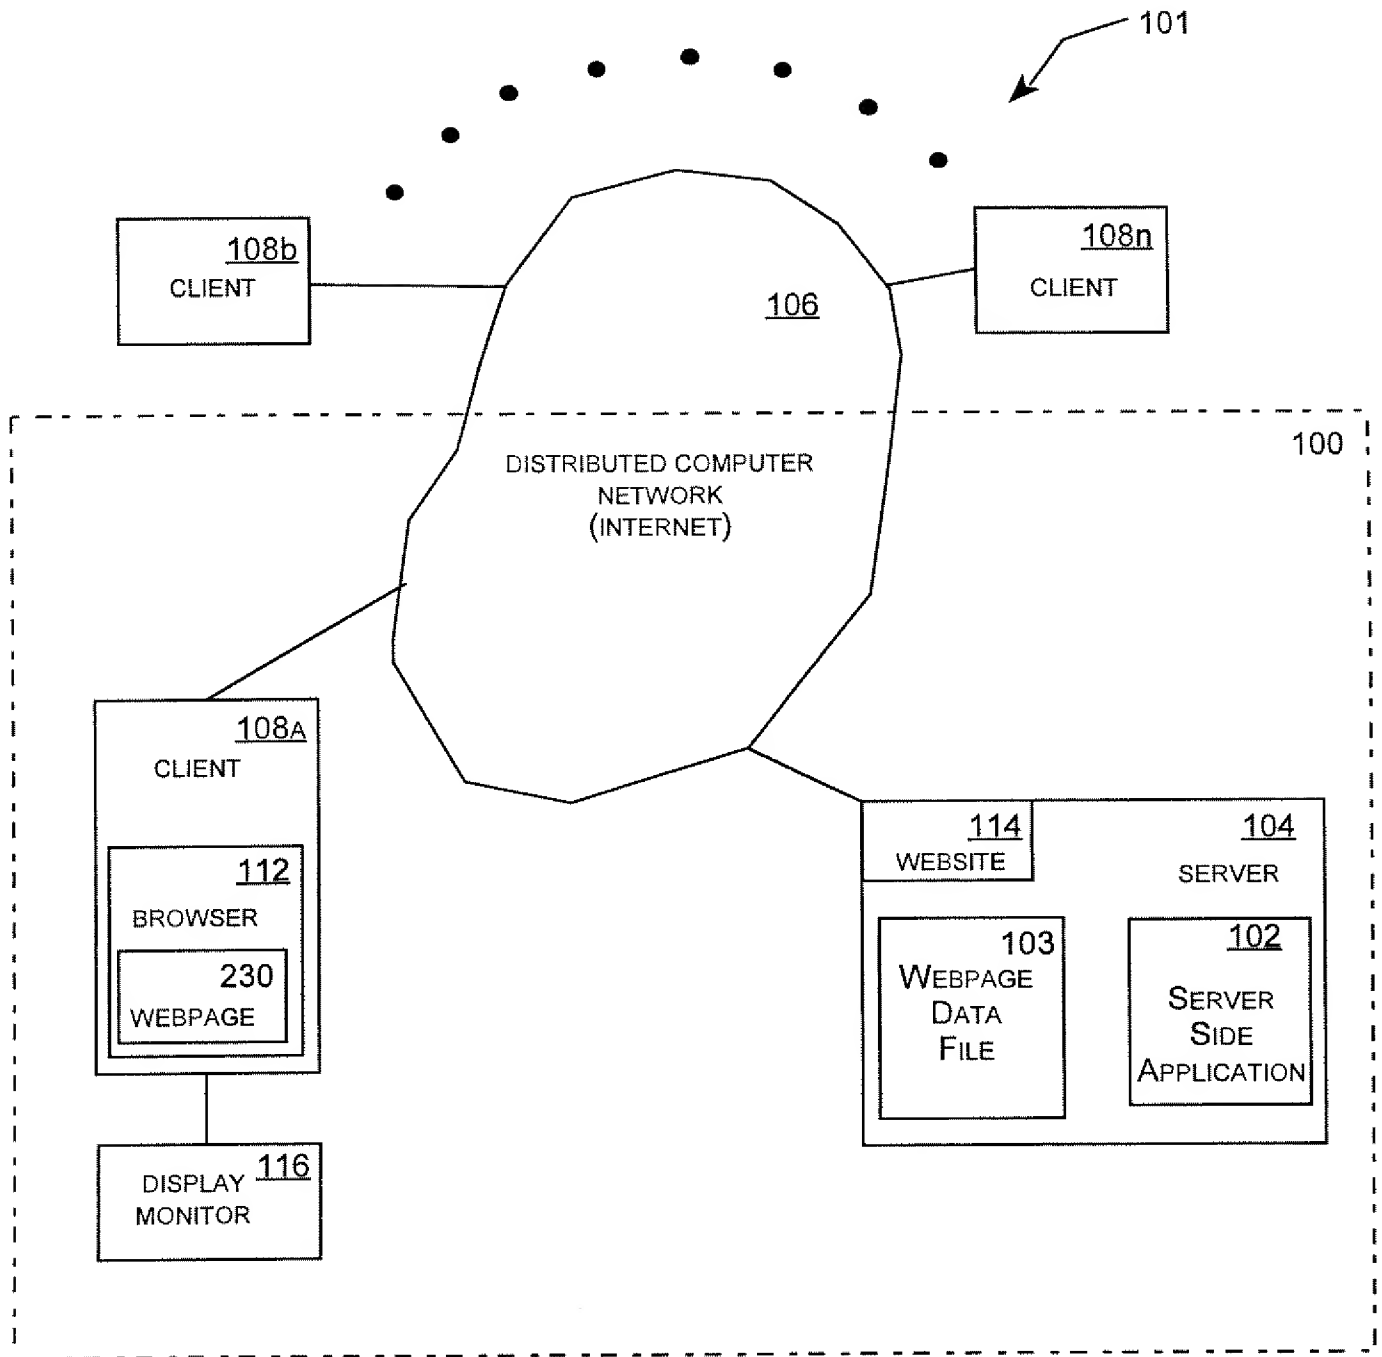 101
108b
CLIENT
108n
CLIENT
106
100
DISTRIBUTED COMPUTER
NETWORK
(INTERNET)
108A
CLIENT
112
BROWSER
230
WEBPAGE
114
WEBSITE
104
SERVER
103
WEBPAGE
DATA
FILE
102
SERVER
SIDE
APPLICATION
116
DISPLAY
MONITOR